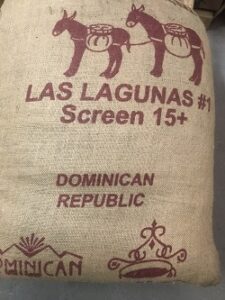 LAS LAGUNAS #1
Screen 15+
DOMINICAN
REPUBLIC